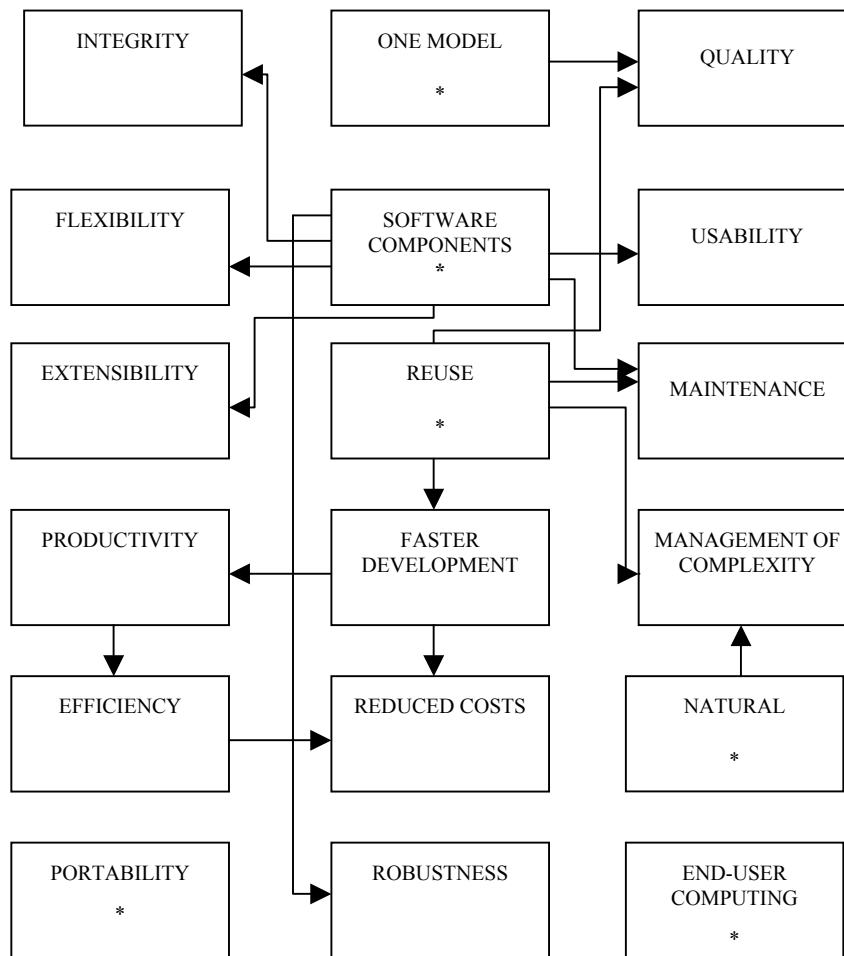 INTEGRITY
ONE MODEL
*
QUALITY
FLEXIBILITY
SOFTWARE
COMPONENTS
*
USABILITY
EXTENSIBILITY
REUSE
*
MAINTENANCE
PRODUCTIVITY
FASTER
DEVELOPMENT
MANAGEMENT OF
COMPLEXITY
EFFICIENCY
REDUCED COSTS
NATURAL
*
PORTABILITY
*
ROBUSTNESS
END-USER
COMPUTING
*